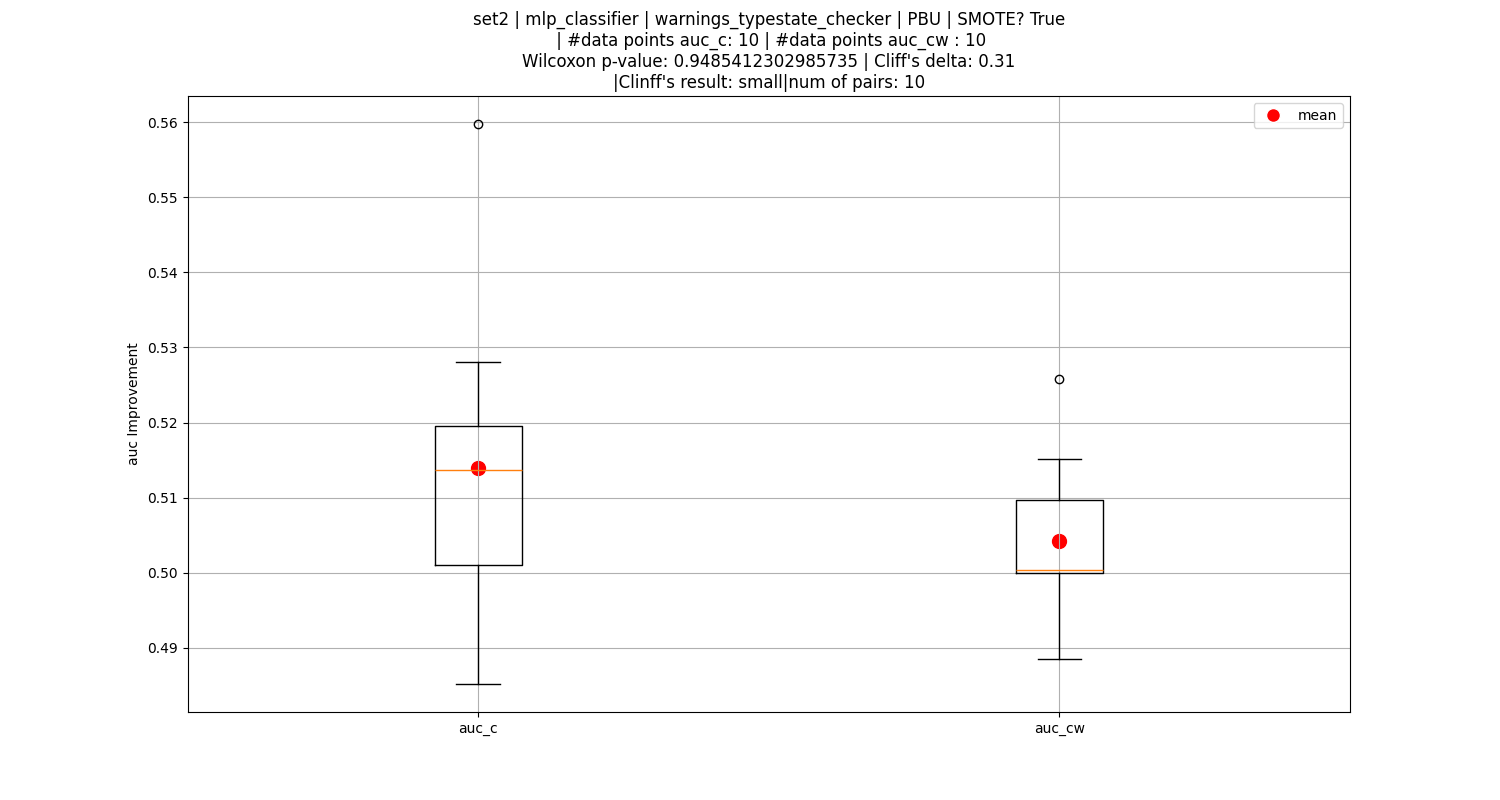 set2 | mlp_classifier | warnings_typestate_checker | PBU | SMOTE? True
| #data points auc_c: 10 | #data points auc_cw : 10
Wilcoxon p-value: 0.9485412302985735 | Cliff's delta: 0.31
|Clinff's result: small|num of pairs: 10
mean
0.56
0.55
0.54
0.53
0.52
0.51
0.50
0.49
auc Improvement
auc_c
auc_cw